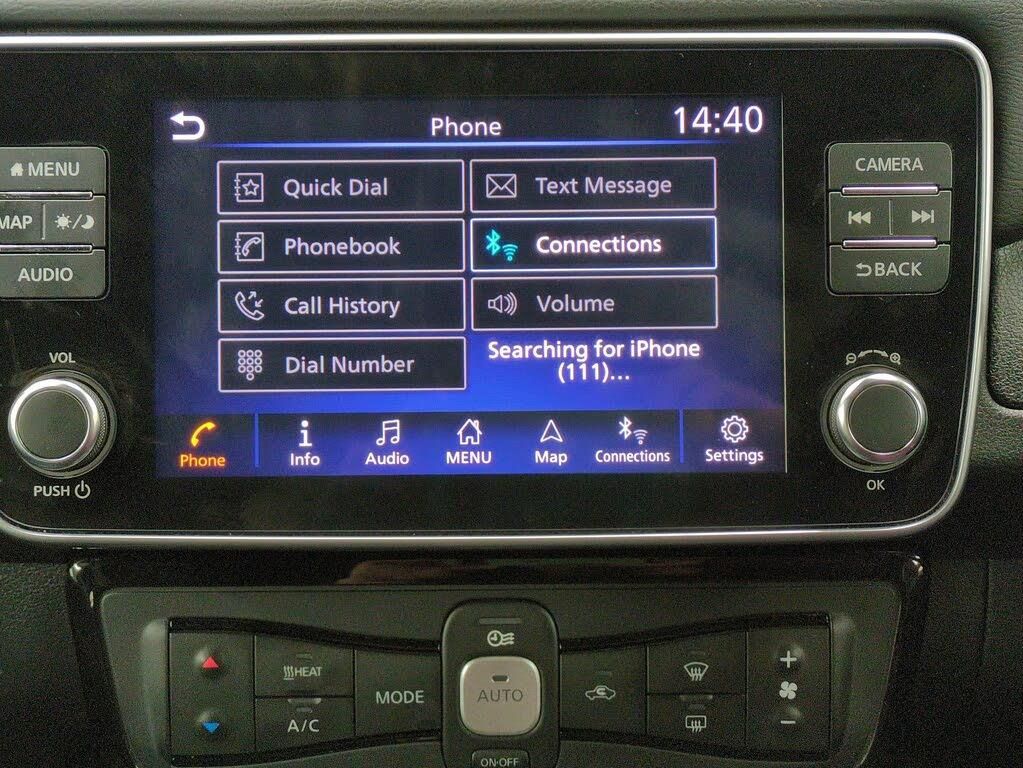 Phone
14:40
MENU
MAP
AUDIO
VOL
PUSH
Quick Dial
Text Message
Phonebook
Connections
Call History
Volume
Dial Number
Searching for iPhone
(111)...
Phone
Info
Audio
MENU
Map
Connections
Settings
CAMERA
BACK
OK
HEAT
A/C
MODE
AUTO
ON·OFF